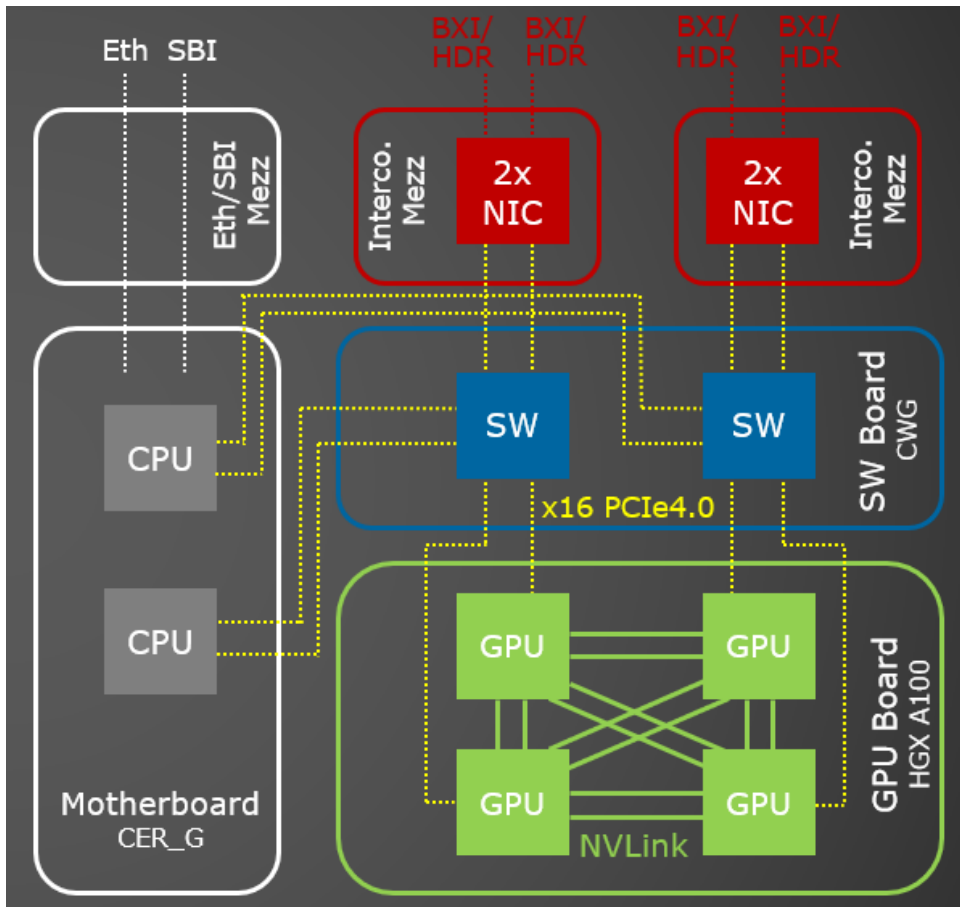 Eth SBI
BXI/
HDR
BXI/
HDR
BXI/
HDR
BXI/
HDR
Eth/SBI
Mezz
Interco.
Mezz
2x
NIC
2x
NIC
Interco.
Mezz
CPU
SW
SW
SW Board
CWG
x16 PCIe4.0
CPU
GPU
GPU
GPU
GPU
GPU Board
HGX A100
NVLink
Motherboard
CER_G